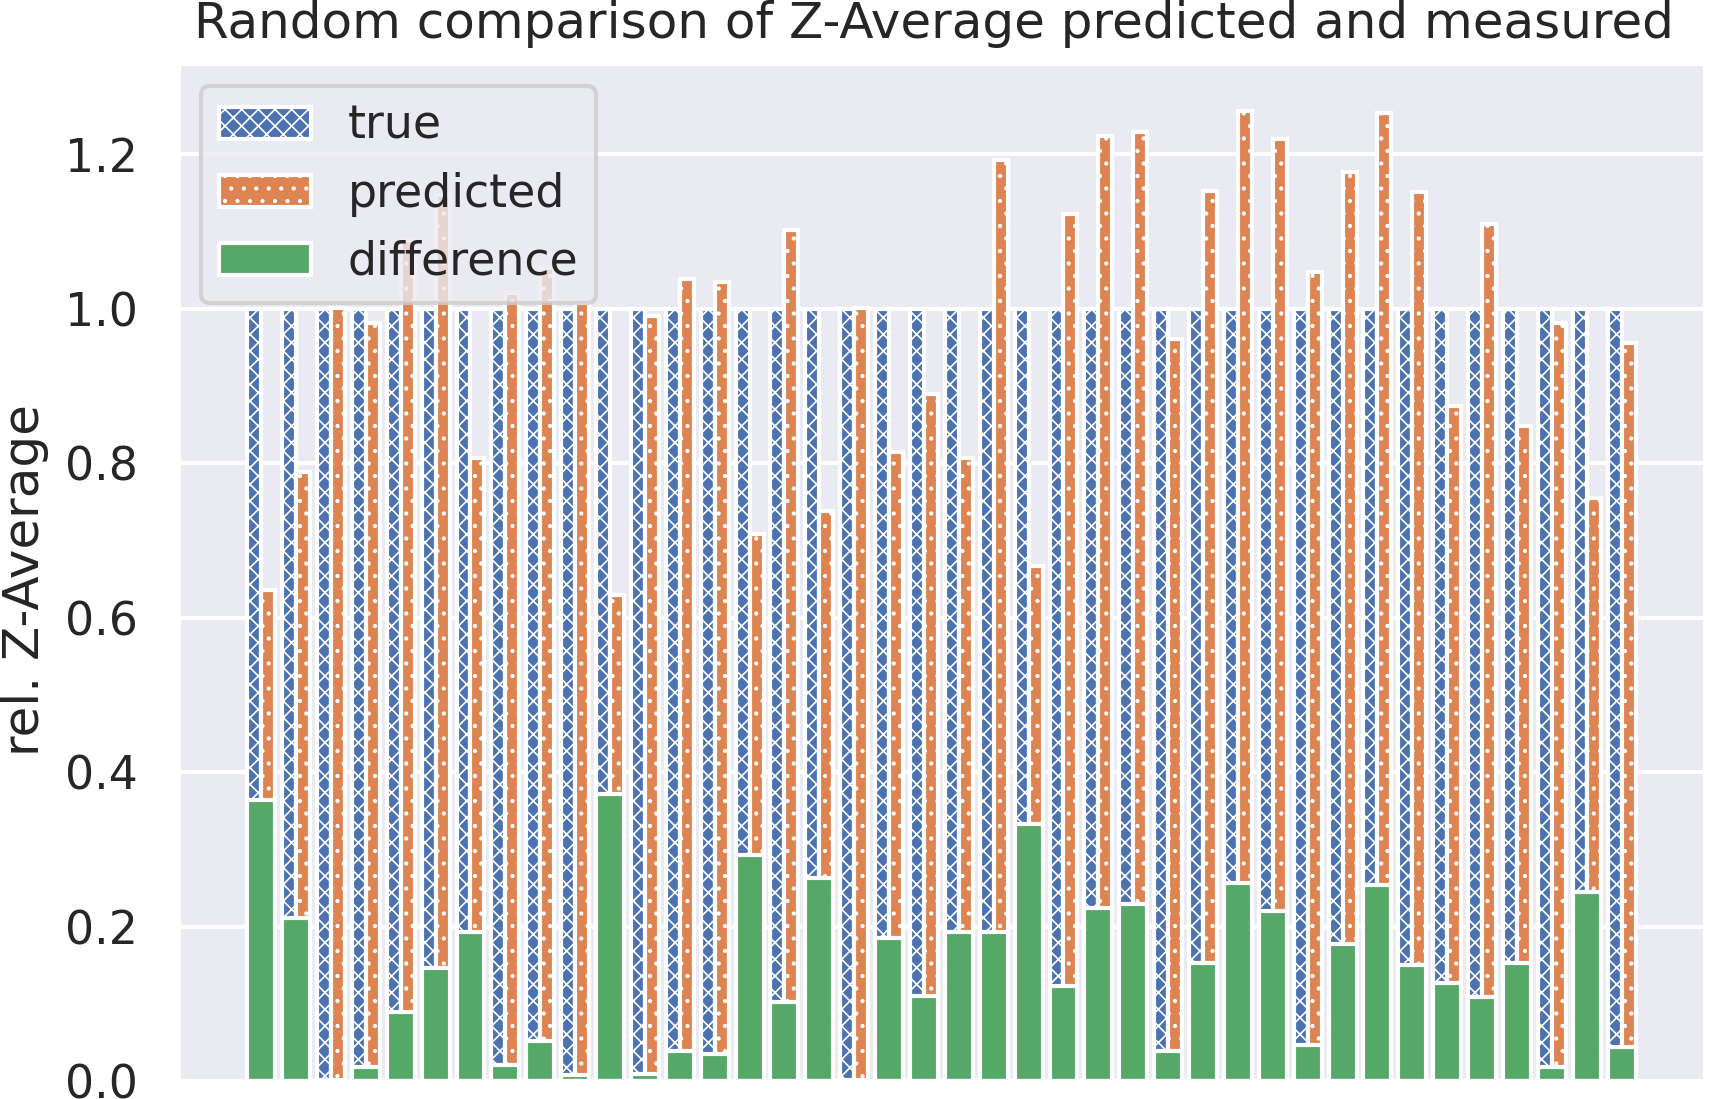 Random comparison of Z-Average predicted and measured
true
predicted
difference
1.2
1.0
0.8
0.6
0.4
0.2
0.0
rel. Z-Average